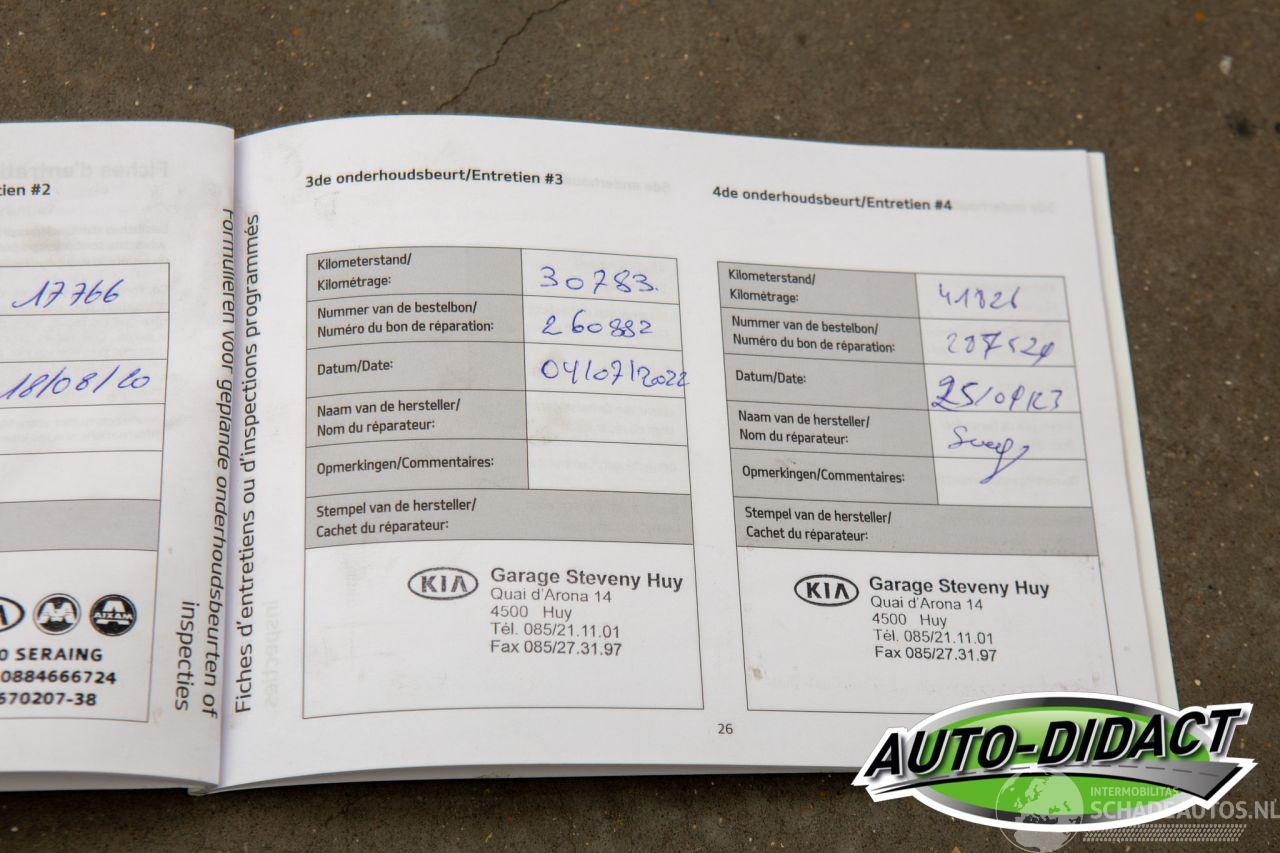 tien #2
17766
18/08/20
AIXAM
0 SERAING
0884666724
670207-38
Formulieren voor geplande onderhoudsbeurten of inspecties
Fiches d'entretiens ou d'inspections programmés
3de onderhoudsbeurt/Entretien #3
Kilometerstand/
Kilométrage:
30783.
Nummer van de bestelbon/
Numéro du bon de réparation:
260882
Datum/Date:
04/07/2022
Naam van de hersteller/
Nom du réparateur:
Opmerkingen/Commentaires:
Stempel van de hersteller/
Cachet du réparateur:
KIA
Garage Steveny Huy
Quai d'Arona 14
4500 Huy
Tél. 085/21.11.01
Fax 085/27.31.97
4de onderhoudsbeurt/Entretien #4
Kilometerstand/
Kilométrage:
41826
Nummer van de bestelbon/
Numéro du bon de réparation:
Datum/Date:
Naam van de hersteller/
Nom du réparateur:
Opmerkingen/Commentaires:
Stempel van de hersteller/
Cachet du réparateur:
KIA
Garage Steveny Huy
Quai d'Arona 14
4500 Huy
Tél. 085/21.11.01
Fax 085/27.31.97
26
AUTO-DIDACT
INTERMOBILITAS
SCHADEAUTOS.NL